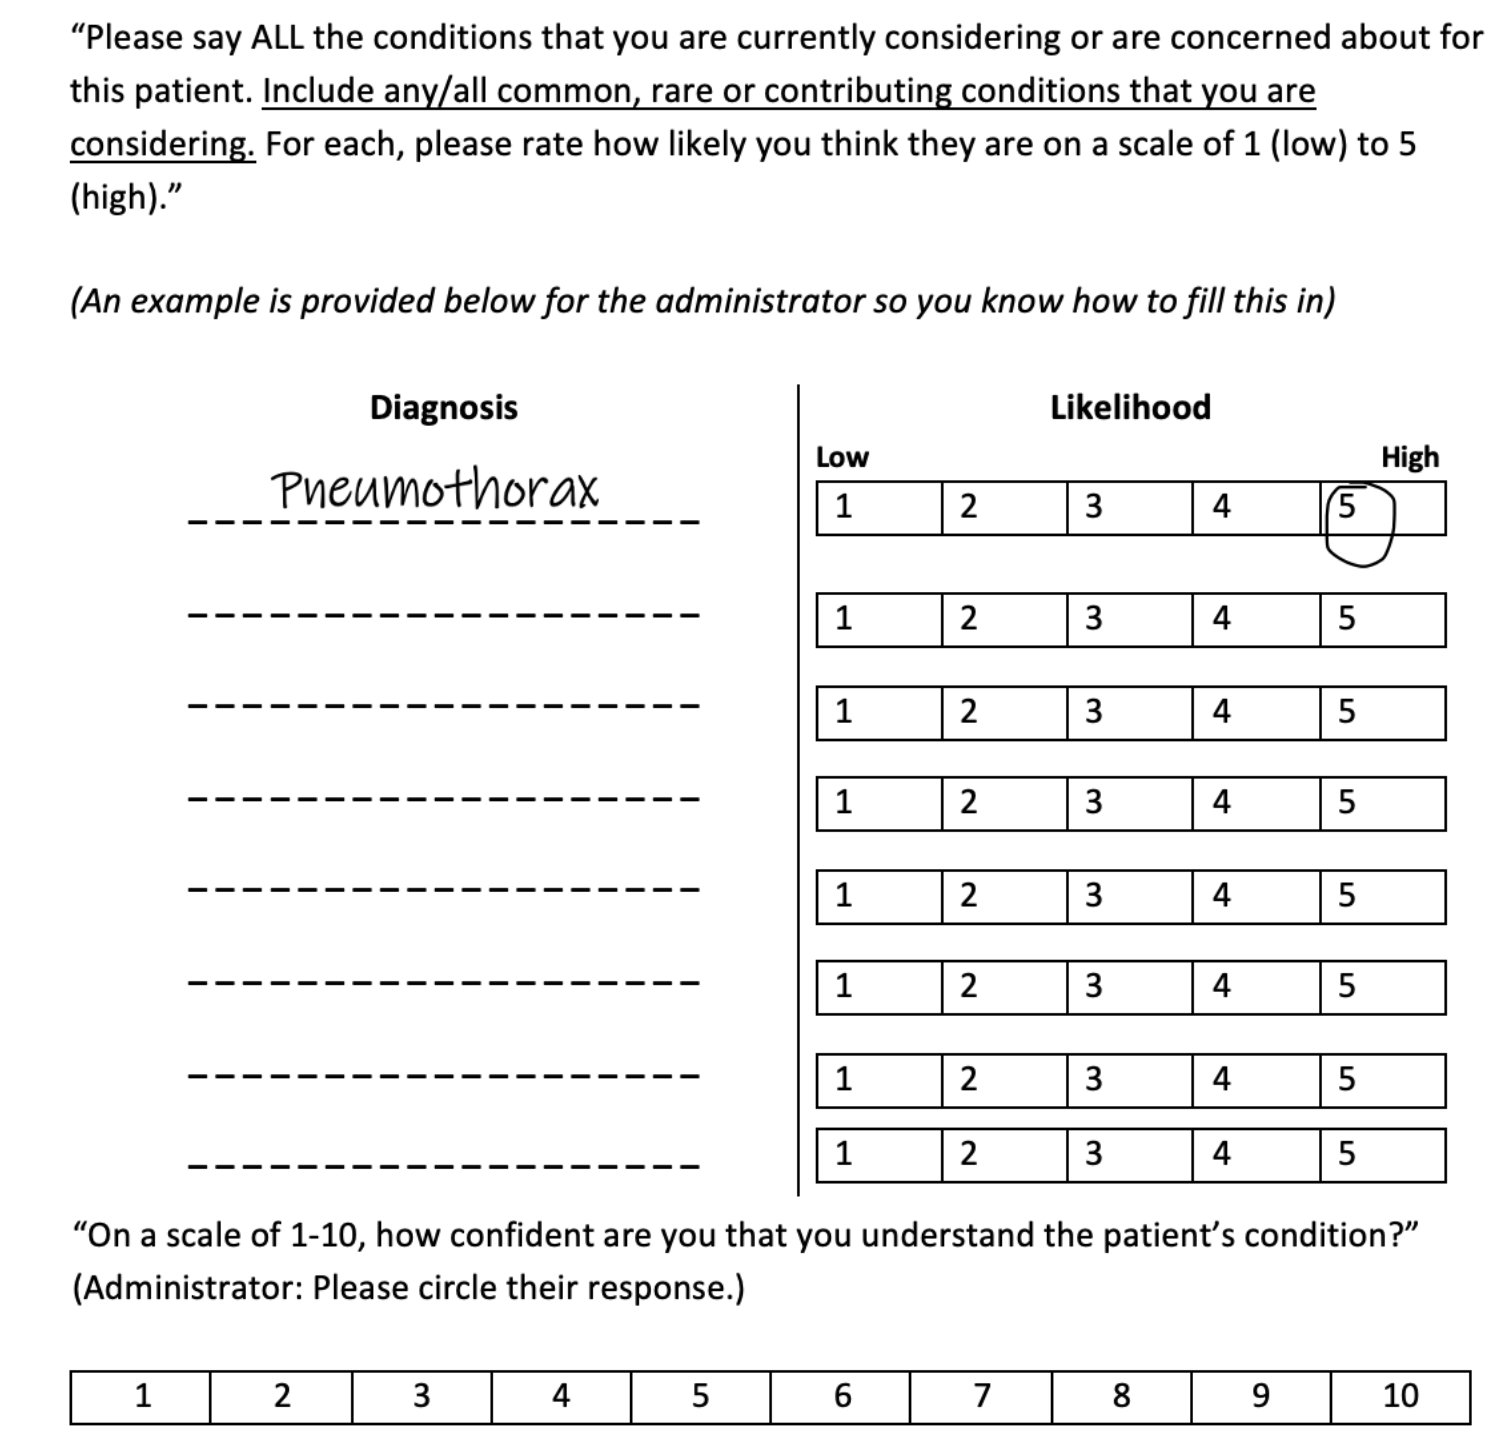 “Please say ALL the conditions that you are currently considering or are concerned about for
this patient. Include any/all common, rare or contributing conditions that you are
considering. For each, please rate how likely you think they are on a scale of 1 (low) to 5
(high).”
(An example is provided below for the administrator so you know how to fill this in)
Diagnosis Likelihood
Low High
Pneumothorax 1 2 3 4 5
1 2 3 4 5
1 2 3 4 5
1 2 3 4 5
1 2 3 4 5
1 2 3 4 5
1 2 3 4 5
1 2 3 4 5
“On a scale of 1-10, how confident are you that you understand the patient’s condition?”
(Administrator: Please circle their response.)
1 2 3 4 5 6 7 8 9 10